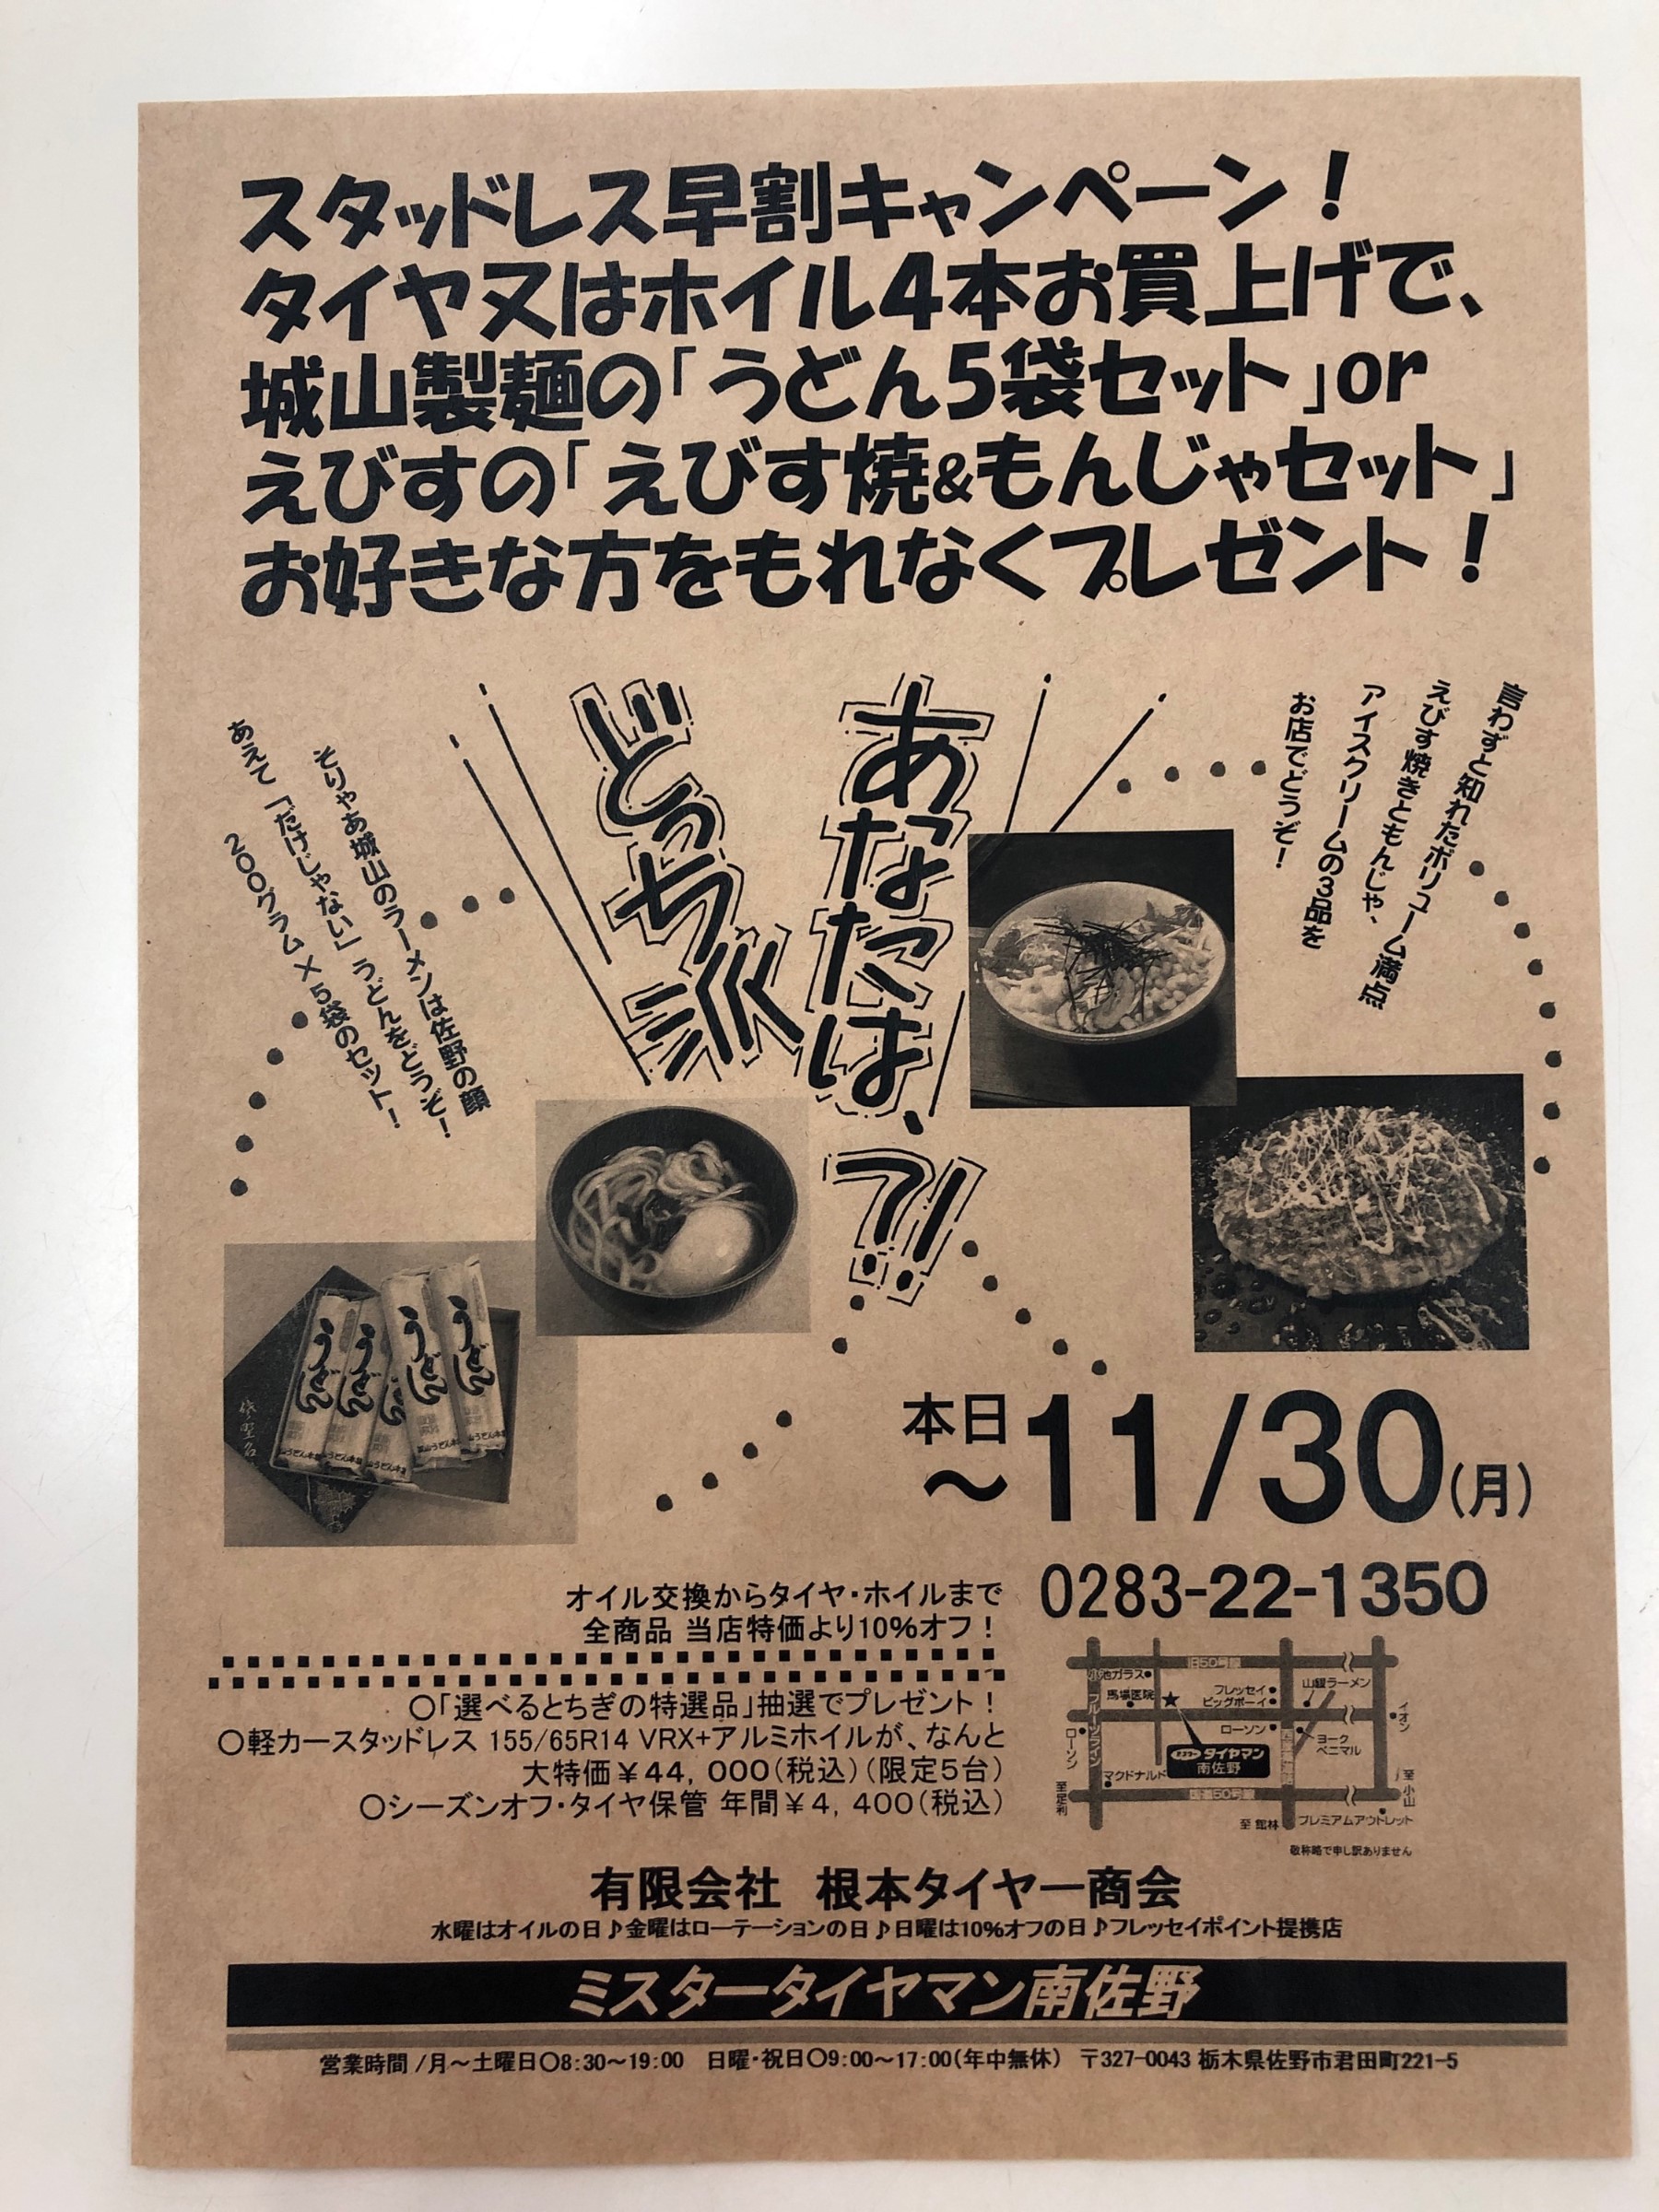 スタッドレス早割キャンペーン！
タイヤ又はホイル4本お買上げで、
城山製麺の「うどん5袋セット」or
えびすの「えびす焼&もんじゃセット」
お好きな方をもれなくプレゼント！
あなたは、
どっち派
?!
言わずと知れたボリューム満点
えびす焼きともんじゃ、
アイスクリームの3品を
お店でどうぞ！
そりゃあ城山のラーメンは佐野の顔
あえて「だけじゃない」うどんをどうぞ！
200グラム×5袋のセット！
うどん
うどん
うどん
うどん
本日
～11/30(月)
0283-22-1350
オイル交換からタイヤ・ホイルまで
全商品 当店特価より10%オフ！
〇「選べるとちぎの特選品」抽選でプレゼント！
〇軽カースタッドレス 155/65R14 VRX+アルミホイルが、なんと
大特価￥44,000(税込)(限定5台)
〇シーズンオフ・タイヤ保管 年間￥4,400(税込)
旧50号線
小池ガラス
馬場医院
フレッセイ
ビッグボーイ
山銀ラーメン
イオン
ローソン
ローソン
ヨーク
ベニマル
タイヤマン
南佐野
マクドナルド
至足利
国道50号線
至小山
至 館林
プレミアムアウトレット
敬称略で申し訳ありません
有限会社 根本タイヤー商会
水曜はオイルの日♪金曜はローテーションの日♪日曜は10%オフの日♪フレッセイポイント提携店
ミスタータイヤマン南佐野
営業時間/月～土曜日〇8:30～19:00 日曜・祝日〇9:00～17:00(年中無休) 〒327-0043 栃木県佐野市君田町221-5